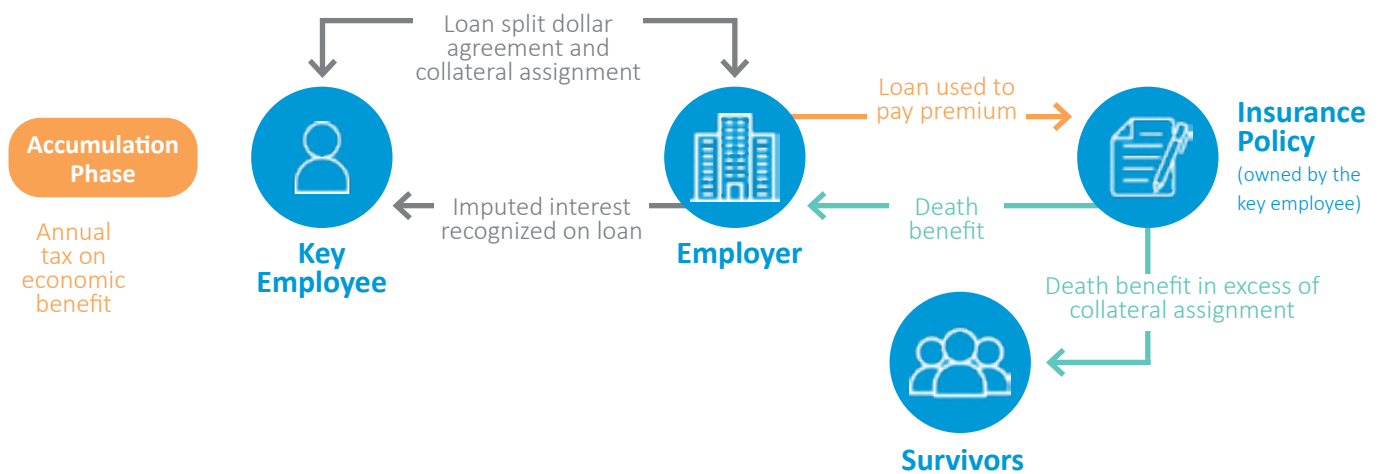 Loan split dollar
agreement and
collateral assignment
Accumulation
Phase
Annual
tax on
economic
benefit
Key
Employee
Imputed interest
recognized on loan
Employer
Loan used to
pay premium
Death
benefit
Insurance
Policy
(owned by the
key employee)
Death benefit in excess of
collateral assignment
Survivors